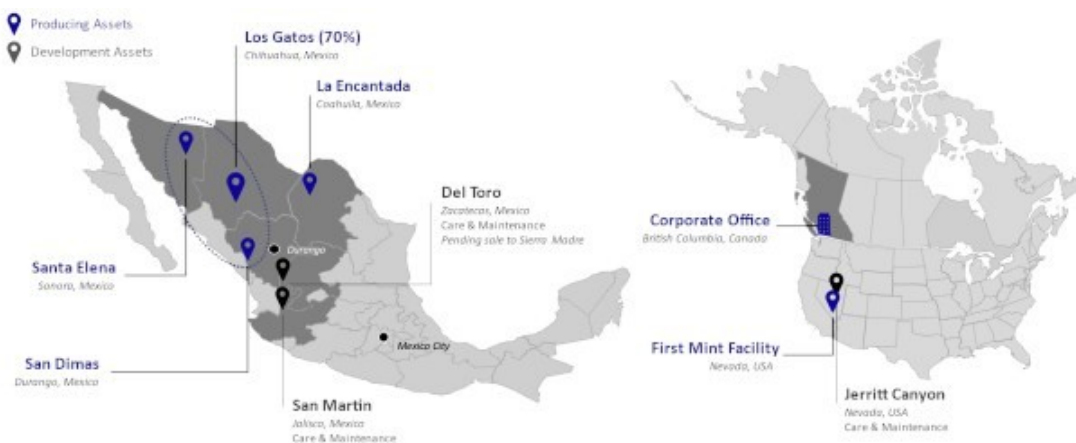 Producing Assets
Development Assets
Los Gatos (70%)
Chihuahua, Mexico
La Encantada
Coahuila, Mexico
Del Toro
Zacatecas, Mexico
Care & Maintenance
Pending sale to Sierra Madre
Durango
Santa Elena
Sonora, Mexico
San Dimas
Durango, Mexico
Mexico City
San Martin
Jalisco, Mexico
Care & Maintenance
Corporate Office
British Columbia, Canada
First Mint Facility
Nevada, USA
Jerritt Canyon
Nevada, USA
Care & Maintenance